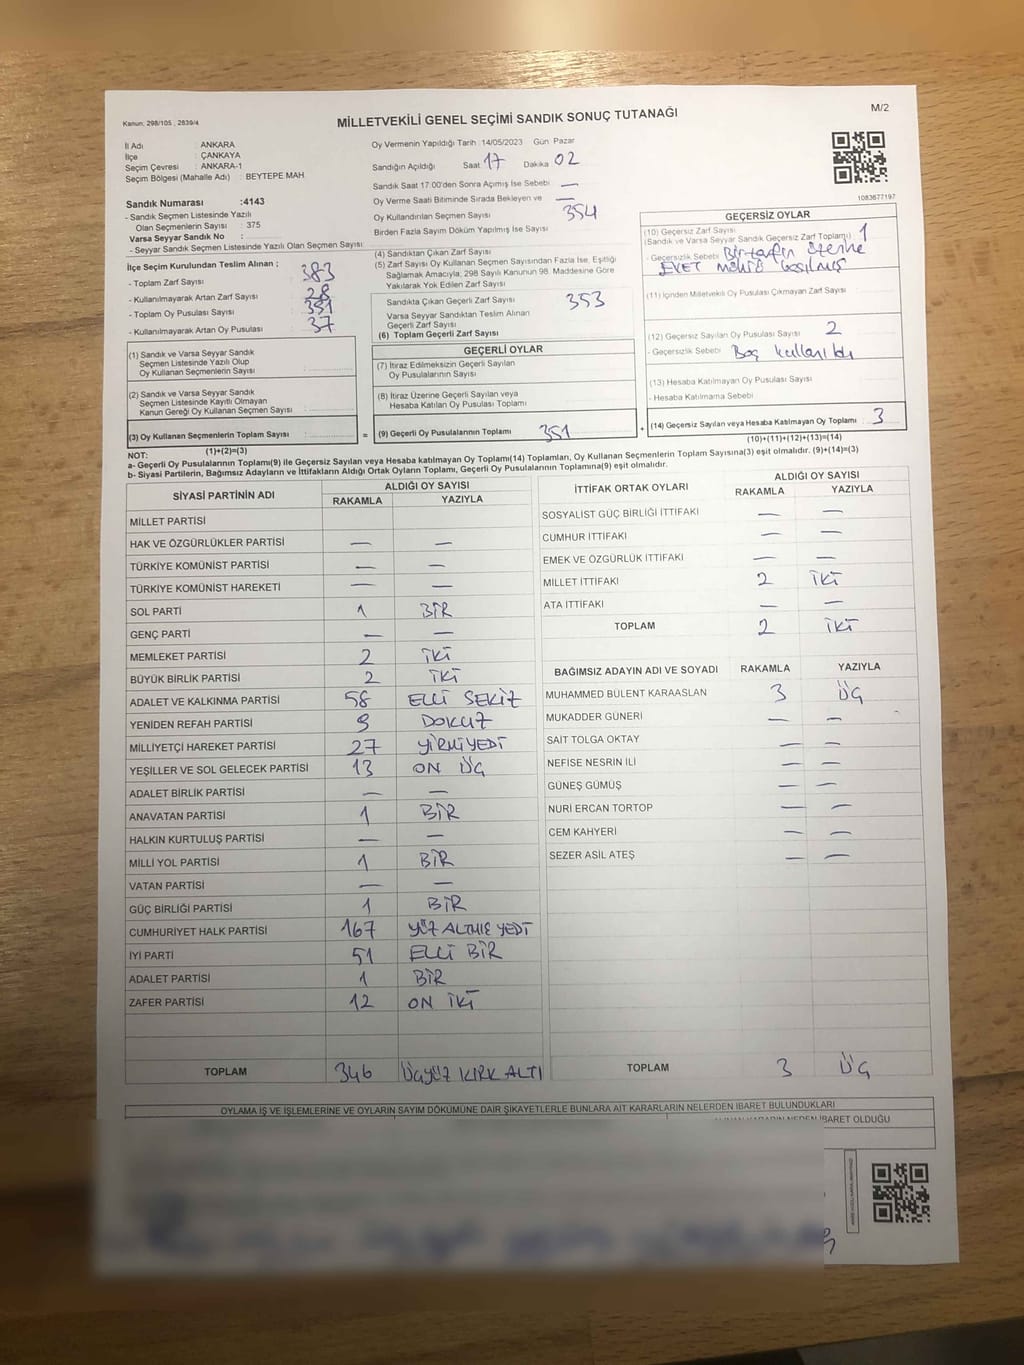 Kanun: 298/105 , 2839/4
MİLLETVEKİLİ GENEL SEÇİMİ SANDIK SONUÇ TUTANAĞI
M/2
İl Adı : ANKARA
İlçe : ÇANKAYA
Seçim Çevresi : ANKARA-1
Seçim Bölgesi (Mahalle Adı) : BEYTEPE MAH.
Sandık Numarası :4143
- Sandık Seçmen Listesinde Yazılı
Olan Seçmenlerin Sayısı : 375
Varsa Seyyar Sandık No :
- Seyyar Sandık Seçmen Listesinde Yazılı Olan Seçmen Sayısı:
İlçe Seçim Kurulundan Teslim Alınan ;
- Toplam Zarf Sayısı : 383
- Kullanılmayarak Artan Zarf Sayısı : 28
- Toplam Oy Pusulası Sayısı :
- Kullanılmayarak Artan Oy Pusulası : 37
(1) Sandık ve Varsa Seyyar Sandık
Seçmen Listesinde Yazılı Olup
Oy Kullanan Seçmenlerin Sayısı :
(2) Sandık ve Varsa Seyyar Sandık
Seçmen Listesinde Kayıtlı Olmayan
Kanun Gereği Oy Kullanan Seçmen Sayısı :
(3) Oy Kullanan Seçmenlerin Toplam Sayısı :
(1)+(2)=(3)
Oy Vermenin Yapıldığı Tarih :14/05/2023 Gün Pazar
Sandığın Açıldığı Saat 17 Dakika 02
Sandık Saat 17:00'den Sonra Açılmış İse Sebebi —
Oy Verme Saati Bitiminde Sırada Bekleyen ve —
Oy Kullandırılan Seçmen Sayısı 354
Birden Fazla Sayım Döküm Yapılmış İse Sayısı
(4) Sandıktan Çıkan Zarf Sayısı
(5) Zarf Sayısı Oy Kullanan Seçmen Sayısından Fazla İse, Eşitliği
Sağlamak Amacıyla; 298 Sayılı Kanunun 98. Maddesine Göre
Yakılarak Yok Edilen Zarf Sayısı
Sandıkta Çıkan Geçerli Zarf Sayısı 353
Varsa Seyyar Sandıktan Teslim Alınan
Geçerli Zarf Sayısı
(6) Toplam Geçerli Zarf Sayısı
GEÇERLİ OYLAR
(7) İtiraz Edilmeksizin Geçerli Sayılan
Oy Pusulalarının Sayısı
(8) İtiraz Üzerine Geçerli Sayılan veya
Hesaba Katılan Oy Pusulası Toplamı
= (9) Geçerli Oy Pusulalarının Toplamı 351
1083677197
GEÇERSİZ OYLAR
(10) Geçersiz Zarf Sayısı
(Sandık ve Varsa Seyyar Sandık Geçersiz Zarf Toplamı) 1
- Geçersizlik Sebebi Bir zarfın üzerine
EVET mührü basılmış
(11) İçinden Milletvekili Oy Pusulası Çıkmayan Zarf Sayısı :
(12) Geçersiz Sayılan Oy Pusulası Sayısı 2
- Geçersizlik Sebebi : Boş kullanıldı
(13) Hesaba Katılmayan Oy Pusulası Sayısı
- Hesaba Katılmama Sebebi
+ (14) Geçersiz Sayılan veya Hesaba Katılmayan Oy Toplamı : 3
(10)+(11)+(12)+(13)=(14)
NOT:
a- Geçerli Oy Pusulalarının Toplamı(9) ile Geçersiz Sayılan veya Hesaba katılmayan Oy Toplamı(14) Toplamları, Oy Kullanan Seçmenlerin Toplam Sayısına(3) eşit olmalıdır. (9)+(14)=(3)
b- Siyasi Partilerin, Bağımsız Adayların ve İttifakların Aldığı Ortak Oyların Toplamı, Geçerli Oy Pusulalarının Toplamına(9) eşit olmalıdır.
SİYASİ PARTİNİN ADI ALDIĞI OY SAYISI
RAKAMLA YAZIYLA
MİLLET PARTİSİ
HAK VE ÖZGÜRLÜKLER PARTİSİ — —
TÜRKİYE KOMÜNİST PARTİSİ — —
TÜRKİYE KOMÜNİST HAREKETİ — —
SOL PARTİ 1 BİR
GENÇ PARTİ — —
MEMLEKET PARTİSİ 2 İKİ
BÜYÜK BİRLİK PARTİSİ 2 İKİ
ADALET VE KALKINMA PARTİSİ 58 ELLİ SEKİZ
YENİDEN REFAH PARTİSİ 9 DOKUZ
MİLLİYETÇİ HAREKET PARTİSİ 27 YİRMİYEDİ
YEŞİLLER VE SOL GELECEK PARTİSİ 13 ON ÜÇ
ADALET BİRLİK PARTİSİ — —
ANAVATAN PARTİSİ 1 BİR
HALKIN KURTULUŞ PARTİSİ — —
MİLLİ YOL PARTİSİ 1 BİR
VATAN PARTİSİ — —
GÜÇ BİRLİĞİ PARTİSİ 1 BİR
CUMHURİYET HALK PARTİSİ 167 YÜZ ALTMIŞ YEDİ
İYİ PARTİ 51 ELLİ BİR
ADALET PARTİSİ 1 BİR
ZAFER PARTİSİ 12 ON İKİ
TOPLAM 346 ÜÇYÜZ KIRK ALTI
İTTİFAK ORTAK OYLARI ALDIĞI OY SAYISI
RAKAMLA YAZIYLA
SOSYALİST GÜÇ BİRLİĞİ İTTİFAKI — —
CUMHUR İTTİFAKI — —
EMEK VE ÖZGÜRLÜK İTTİFAKI — —
MİLLET İTTİFAKI 2 İKİ
ATA İTTİFAKI — —
TOPLAM 2 İKİ
BAĞIMSIZ ADAYIN ADI VE SOYADI RAKAMLA YAZIYLA
MUHAMMED BÜLENT KARAASLAN 3 ÜÇ
MUKADDER GÜNERİ — —
SAİT TOLGA OKTAY — —
NEFİSE NESRİN İLİ — —
GÜNEŞ GÜMÜŞ — —
NURİ ERCAN TORTOP — —
CEM KAHYERİ — —
SEZER ASİL ATEŞ — —
TOPLAM 3 ÜÇ
OYLAMA İŞ VE İŞLEMLERİNE VE OYLARIN SAYIM DÖKÜMÜNE DAİR ŞİKAYETLERLE BUNLARA AİT KARARLARIN NELERDEN İBARET BULUNDUKLARI
ALINAN KARARIN NEDEN İBARET OLDUĞU